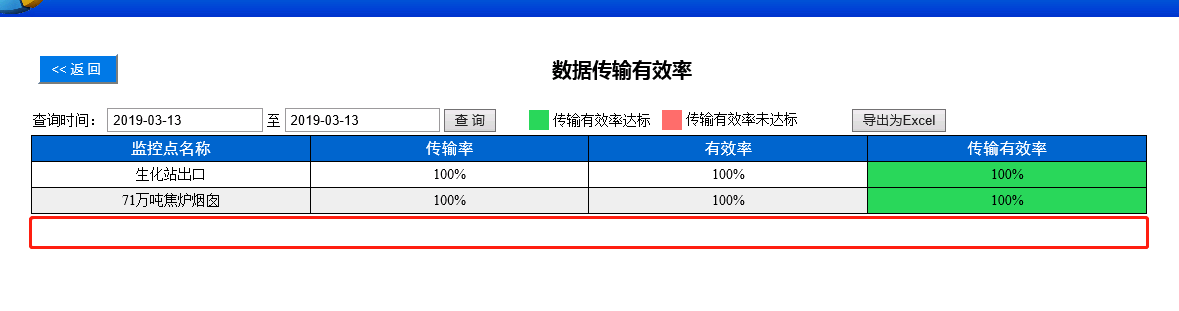 << 返 回
数据传输有效率
查询时间： 2019-03-13 至 2019-03-13 查 询 传输有效率达标 传输有效率未达标 导出为Excel
监控点名称 传输率 有效率 传输有效率
生化站出口 100% 100% 100%
71万吨焦炉烟囱 100% 100% 100%